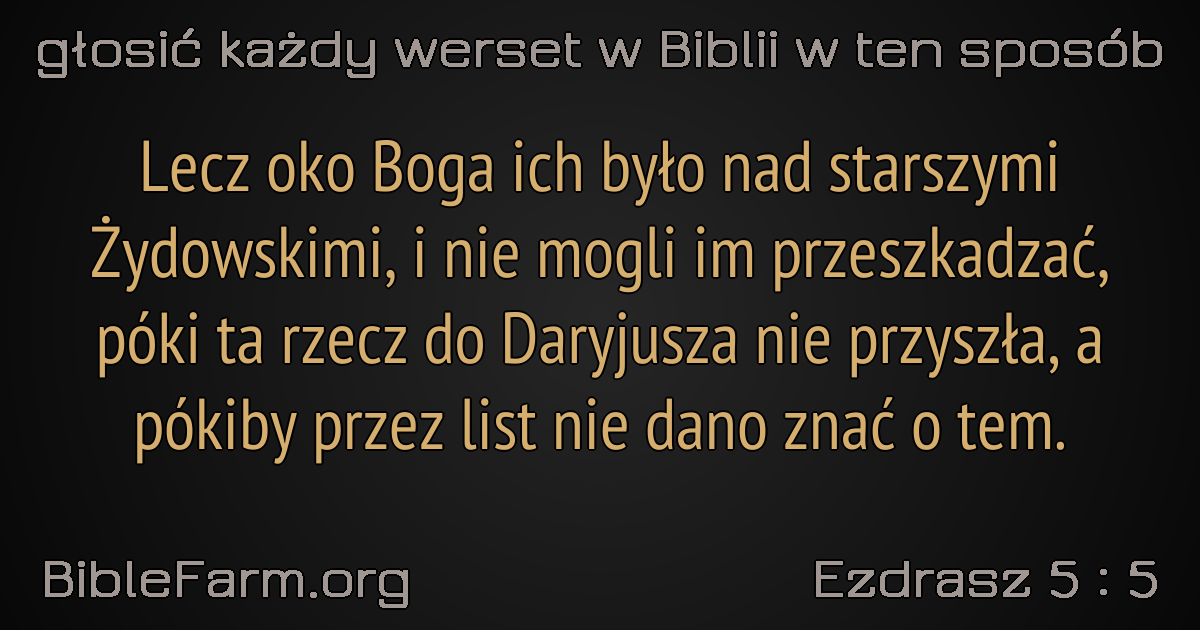 głosić każdy werset w Biblii w ten sposób
Lecz oko Boga ich było nad starszymi
Żydowskimi, i nie mogli im przeszkadzać,
póki ta rzecz do Daryjusza nie przyszła, a
pókiby przez list nie dano znać o tem.
BibleFarm.org
Ezdrasz 5 : 5